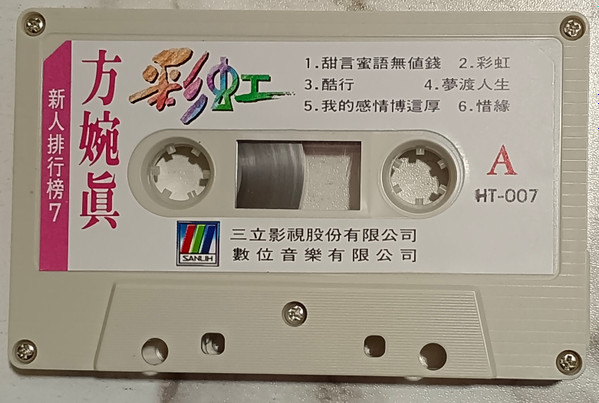 新人排行榜7
方婉眞
彩虹
1.甜言蜜語無値錢 2.彩虹
3.酷行 4.夢渡人生
5.我的感情博這厚 6.惜緣
A
HT-007
SANLIH
三立影視股份有限公司
數位音樂有限公司